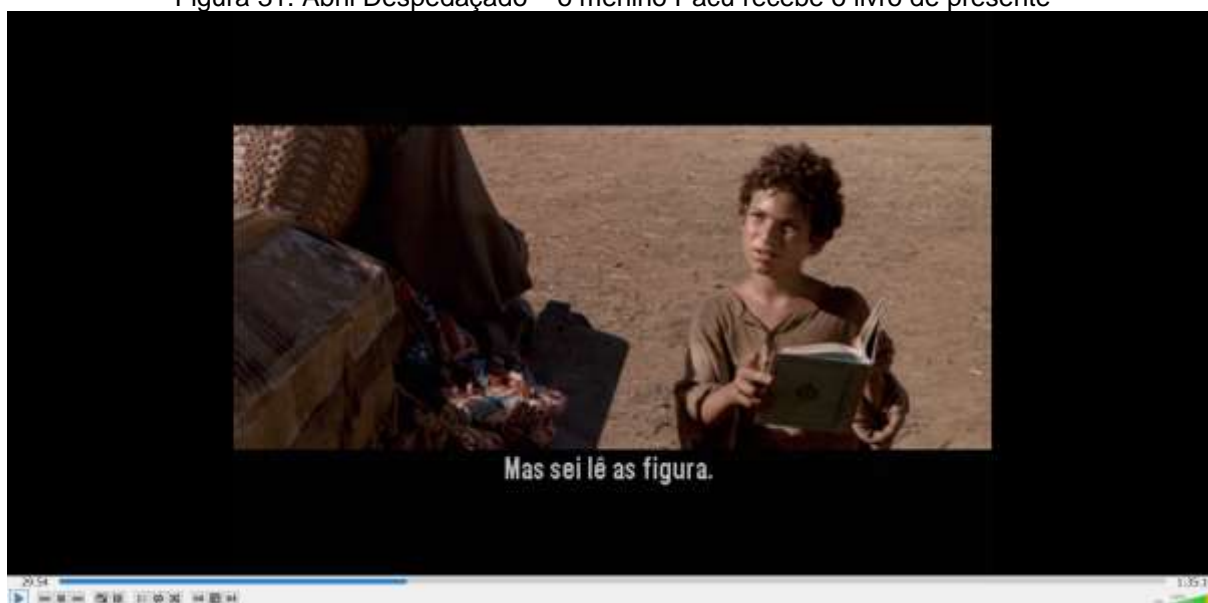 Figura 31: Abril Despedaçado – o menino Pacu recebe o livro de presente
Mas sei lê as figura.
29:54